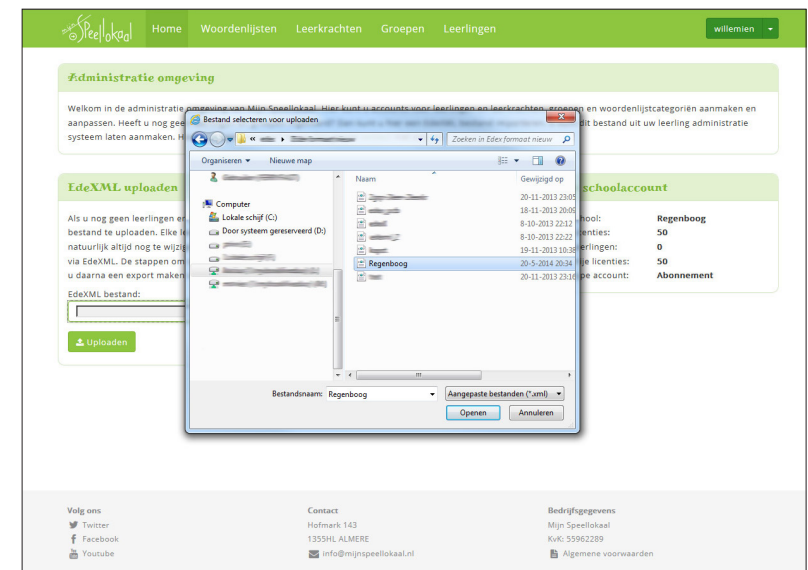 mijn Speellokaal Home Woordenlijsten Leerkrachten Groepen Leerlingen willemien
Administratie omgeving
Welkom in de administratie omgeving van Mijn Speellokaal. Hier kunt u accounts voor leerlingen en leerkrachten, groepen en woordenlijstcategoriën aanmaken en
aanpassen. Heeft u nog gee dit bestand uit uw leerling administratie
systeem laten aanmaken. H
Bestand selecteren voor uploaden
« Zoeken in Edex formaat nieuw
Organiseren Nieuwe map
Naam Gewijzigd op
Computer
Lokale schijf (C:)
Door systeem gereserveerd (D:)
20-11-2013 23:05
18-11-2013 20:09
8-10-2013 22:12
8-10-2013 22:22
19-11-2013 10:38
Regenboog 20-5-2014 20:34
20-11-2013 23:16
Bestandsnaam: Regenboog Aangepaste bestanden (*.xml)
Openen Annuleren
EdeXML uploaden
Als u nog geen leerlingen en
bestand te uploaden. Elke le
natuurlijk altijd nog te wijzig
via EdeXML. De stappen om
u daarna een export maken
EdeXML bestand:
Uploaden
schoolaccount
hool: Regenboog
enties: 50
erlingen: 0
ije licenties: 50
pe account: Abonnement
Volg ons
Twitter
Facebook
Youtube
Contact
Hofmark 143
1355HL ALMERE
info@mijnspeellokaal.nl
Bedrijfsgegevens
Mijn Speellokaal
KvK: 55962289
Algemene voorwaarden